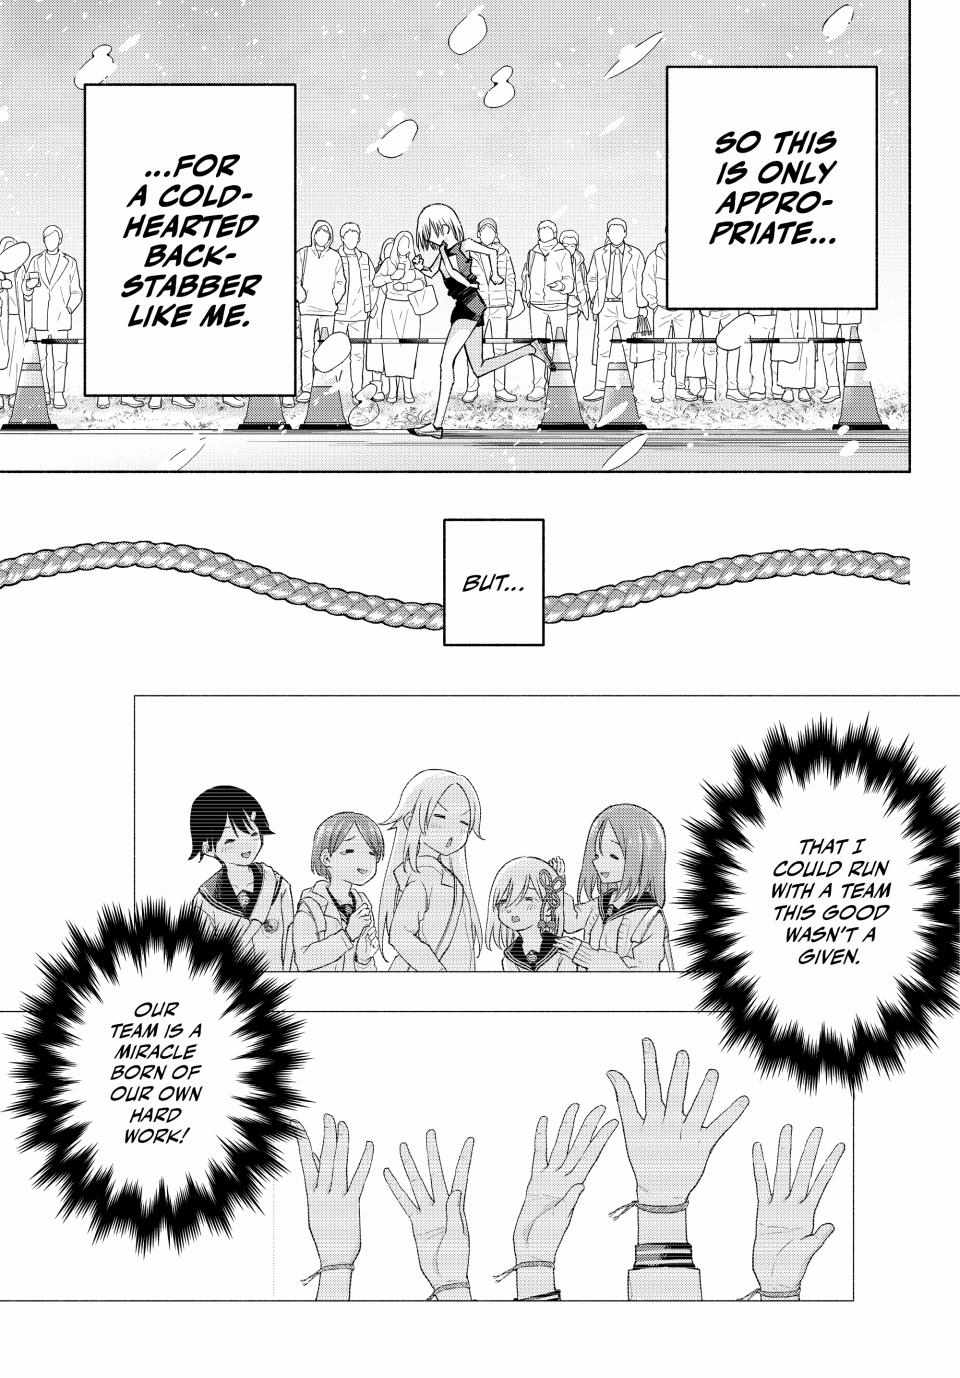 SO THIS
IS ONLY
APPRO-
PRIATE...
...FOR
A COLD-
HEARTED
BACK-
STABBER
LIKE ME.
BUT...
THAT I
COULD RUN
WITH A TEAM
THIS GOOD
WASN'T A
GIVEN.
OUR
TEAM IS A
MIRACLE
BORN OF
OUR OWN
HARD
WORK!